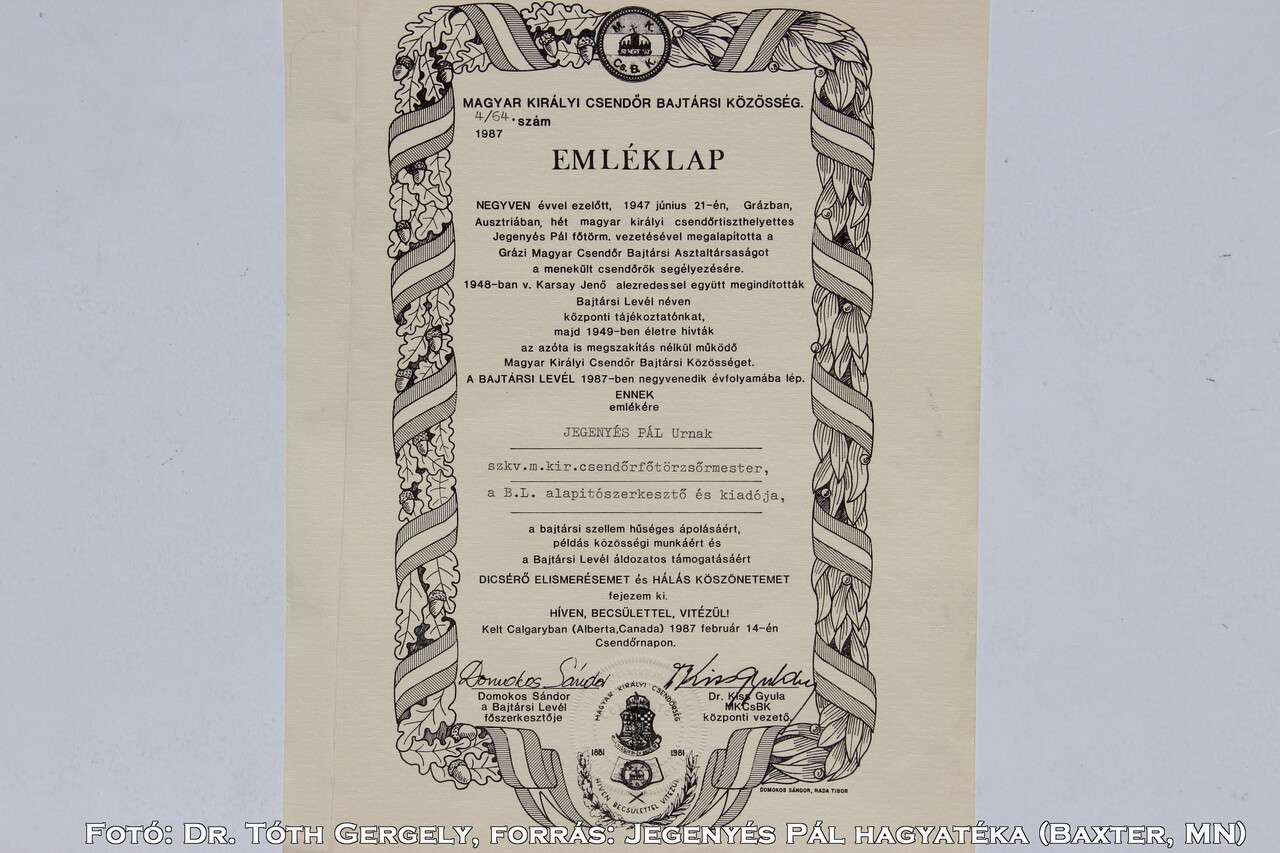 M. K.
Cs. B. K.
MAGYAR KIRÁLYI CSENDŐR BAJTÁRSI KÖZÖSSÉG.
4/64.szám
1987
EMLÉKLAP
NEGYVEN évvel ezelőtt, 1947 június 21-én, Grázban,
Ausztriában, hét magyar királyi csendőrtiszthelyettes
Jegenyés Pál főtörm. vezetésével megalapította a
Grázi Magyar Csendőr Bajtársi Asztaltársaságot
a menekült csendőrök segélyezésére.
1948-ban v. Karsay Jenő alezredessel együtt megindították
Bajtársi Levél néven
központi tájékoztatónkat,
majd 1949-ben életre hívták
az azóta is megszakítás nélkül működő
Magyar Királyi Csendőr Bajtársi Közösséget.
A BAJTÁRSI LEVÉL 1987-ben negyvenedik évfolyamába lép.
ENNEK
emlékére
JEGENYÉS PÁL Urnak
szkv.m.kir.csendőrfőtörzsőrmester,
a B.L. alapitószerkesztő és kiadója,
a bajtársi szellem hűséges ápolásáért,
példás közösségi munkáért és
a Bajtársi Levél áldozatos támogatásáért
DICSÉRŐ ELISMERÉSEMET és HÁLÁS KÖSZÖNETEMET
fejezem ki.
HÍVEN, BECSÜLETTEL, VITÉZÜL!
Kelt Calgaryban (Alberta,Canada) 1987 február 14-én
Csendőrnapon.
Domokos Sándor
Kiss Gyula
Domokos Sándor
a Bajtársi Levél
főszerkesztője
Dr. Kiss Gyula
MKCsBK
központi vezető.
MAGYAR KIRÁLYI CSENDŐRSÉG
1881 1981
HÍVEN BECSÜLETTEL VITÉZÜL
DOMOKOS SÁNDOR, RADA TIBOR
Fotó: Dr. Tóth Gergely, forrás: Jegenyés Pál hagyatéka (Baxter, MN)